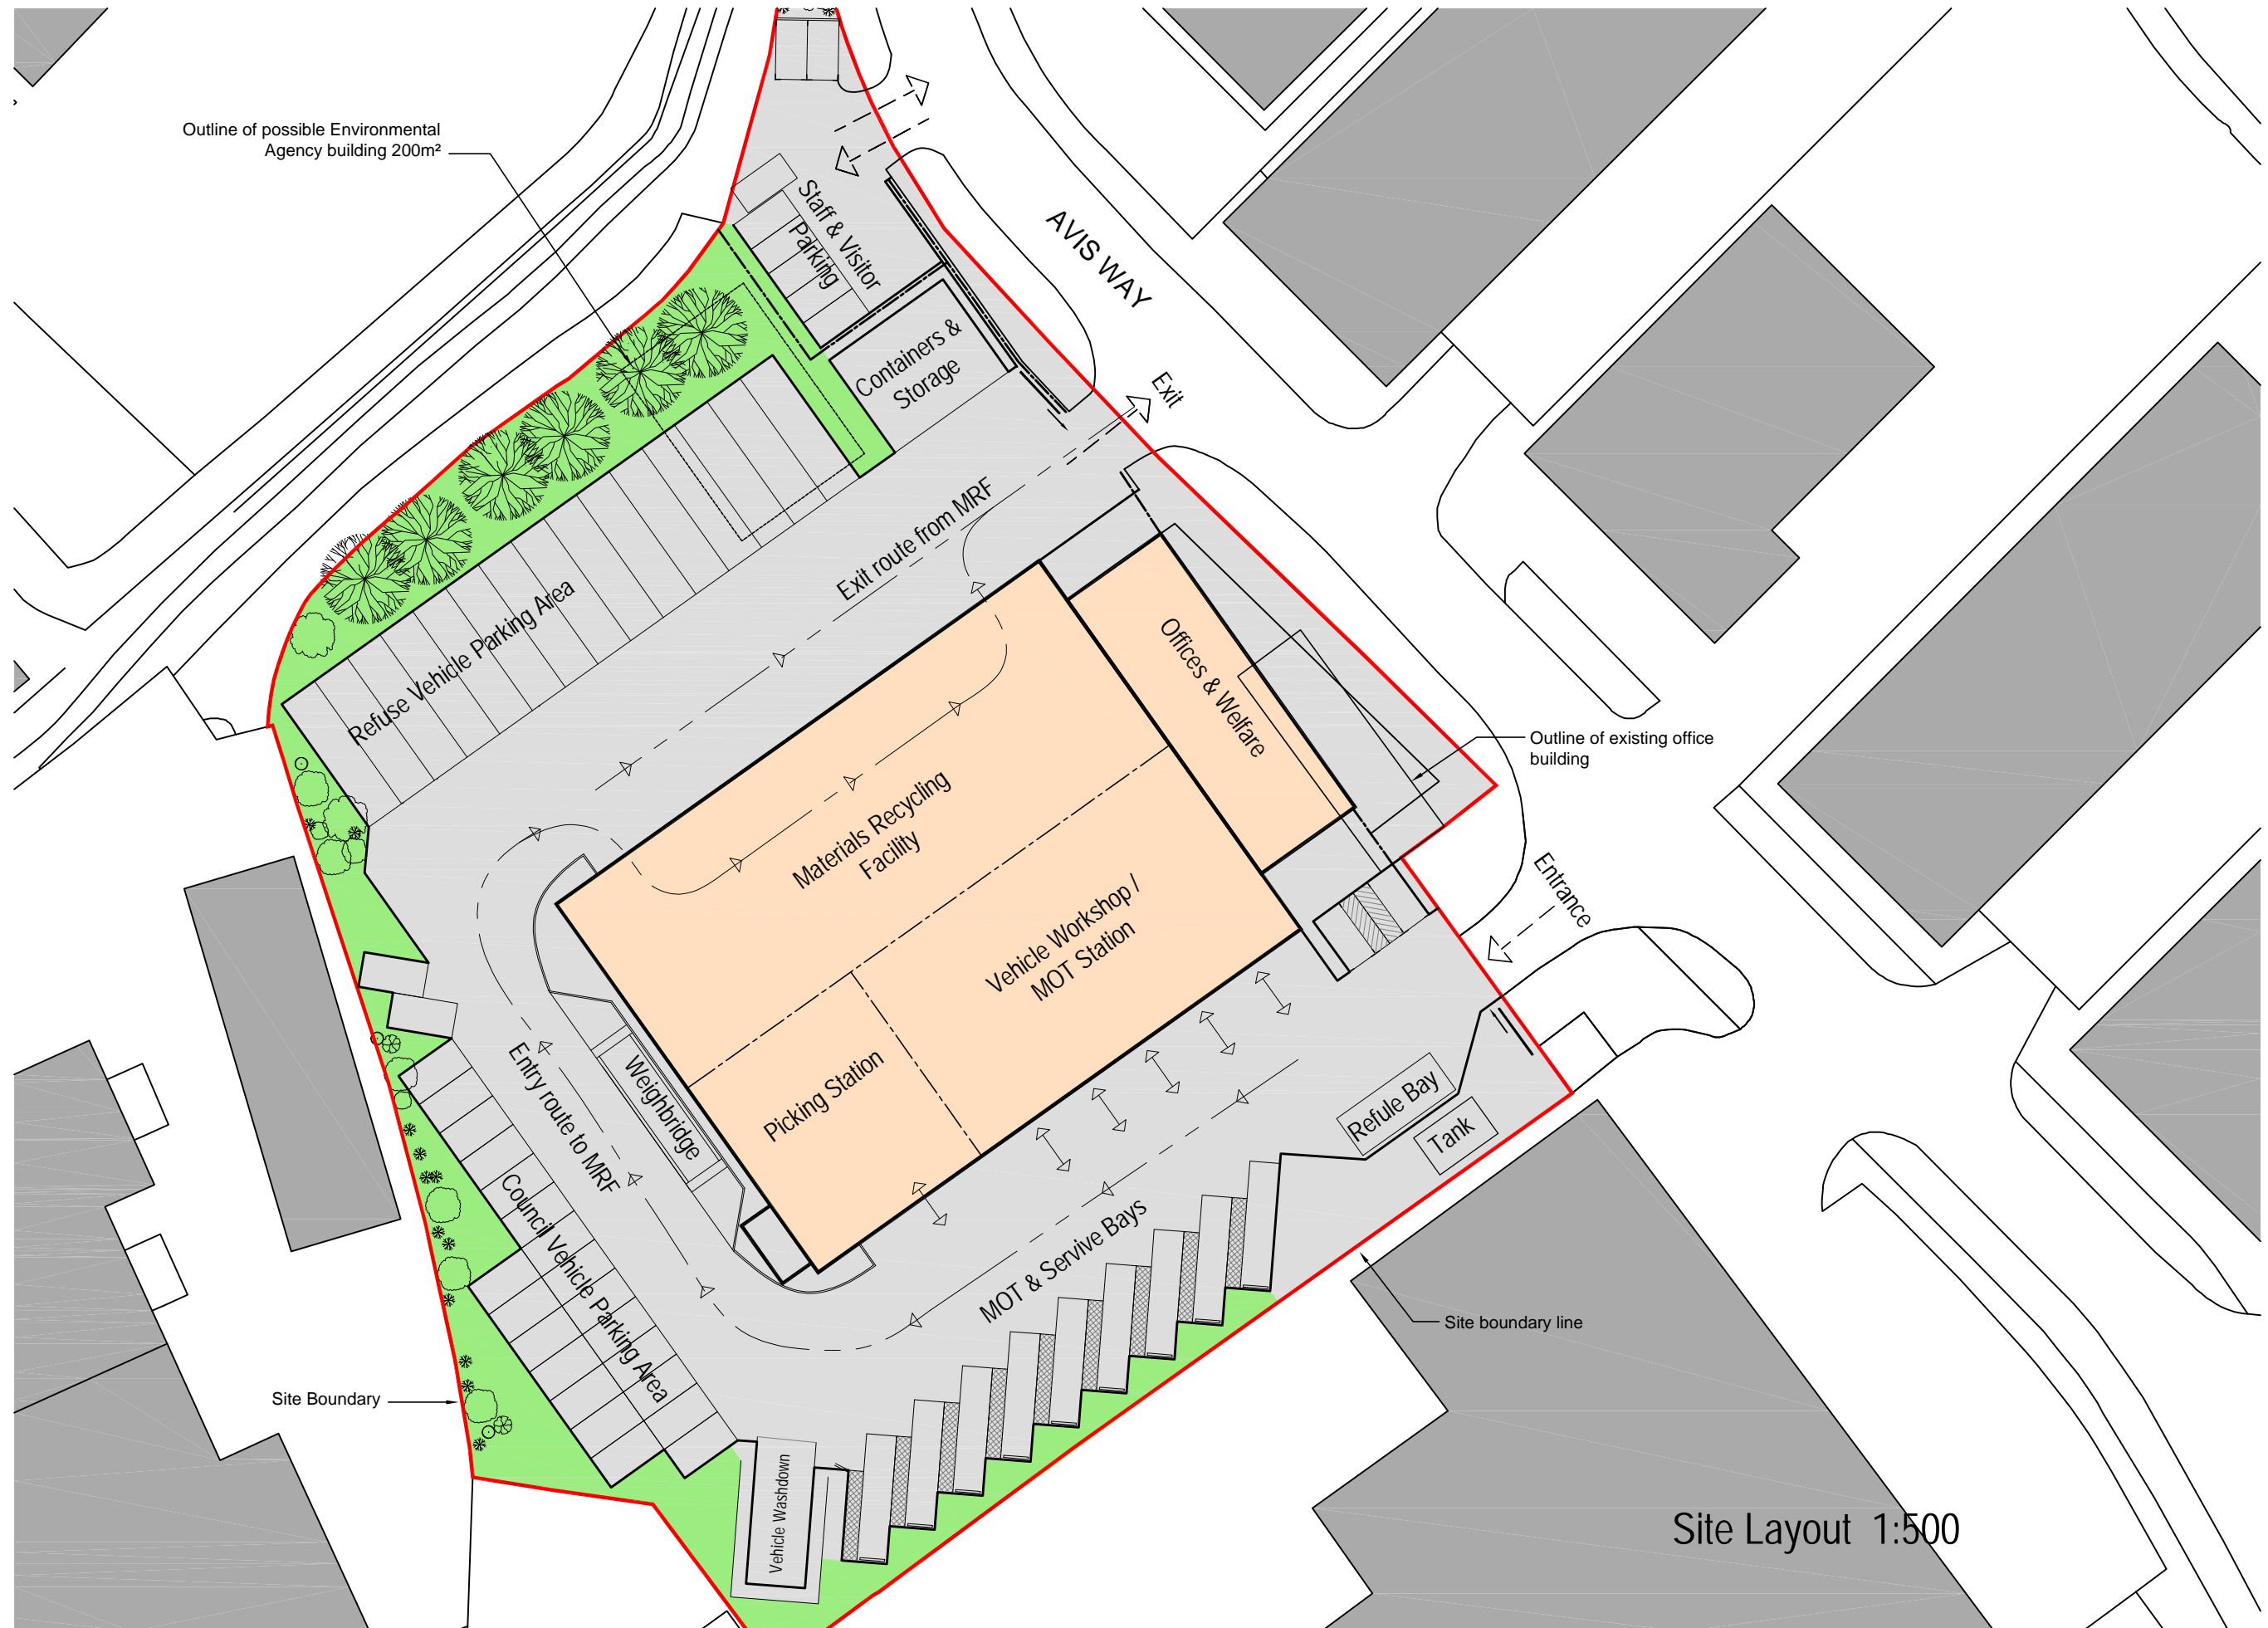 Outline of possible Environmental
Agency building 200m²
Staff & Visitor
Parking
AVIS WAY
Containers &
Storage
Exit
Exit route from MRF
Refuse Vehicle Parking Area
Offices & Welfare
Outline of existing office
building
Materials Recycling
Facility
Entrance
Vehicle Workshop /
MOT Station
Picking Station
Weighbridge
Entry route to MRF
Refule Bay
Tank
Council Vehicle Parking Area
MOT & Servive Bays
Site boundary line
Site Boundary
Vehicle Washdown
Site Layout 1:500